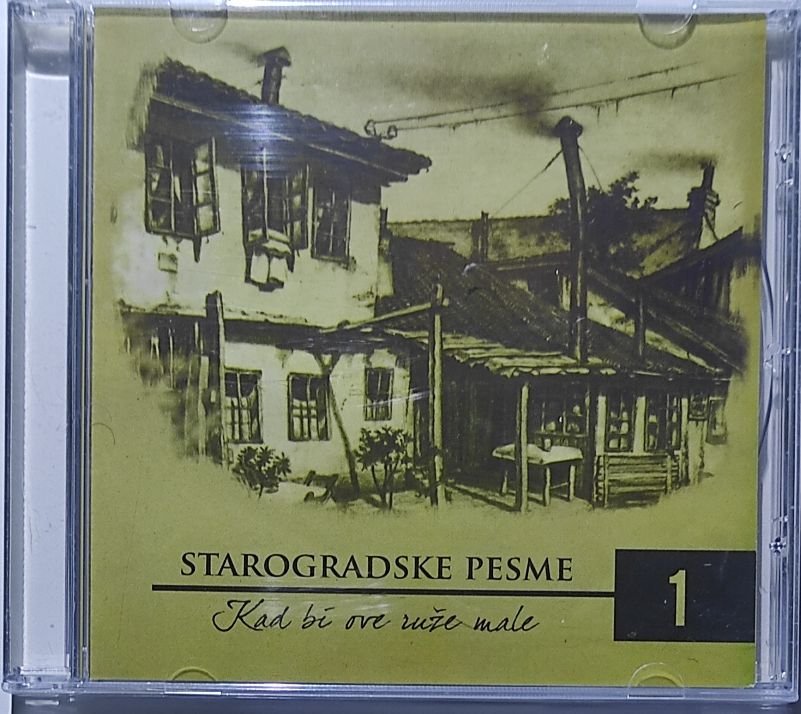 STAROGRADSKE PESME
Kad bi ove ruže male
1